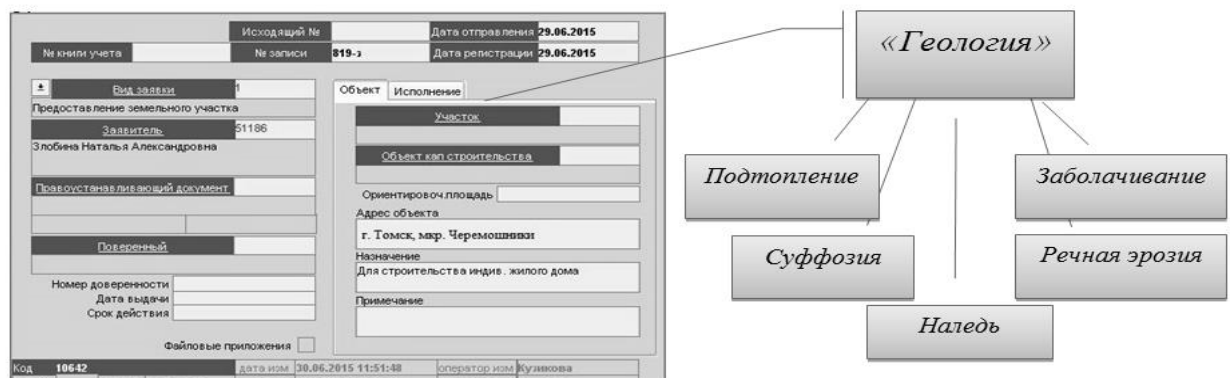 Исходящий №
Дата отправления 29.06.2015
№ книги учета
№ записи 819-з
Дата регистрации 29.06.2015
Вид заявки 1
Предоставление земельного участка
Заявитель 51186
Злобина Наталья Александровна
Правоустанавливающий документ
Поверенный
Номер доверенности
Дата выдачи
Срок действия
Файловые приложения
Объект Исполнение
Участок
Объект кап строительства
Ориентировоч.площадь
Адрес объекта
г. Томск, мкр. Черемошники
Назначение
Для строительства индив. жилого дома
Примечание
Код 10642 дата изм 30.06.2015 11:51:48 оператор изм Кузикова
«Геология»
Подтопление
Заболачивание
Суффозия
Речная эрозия
Наледь